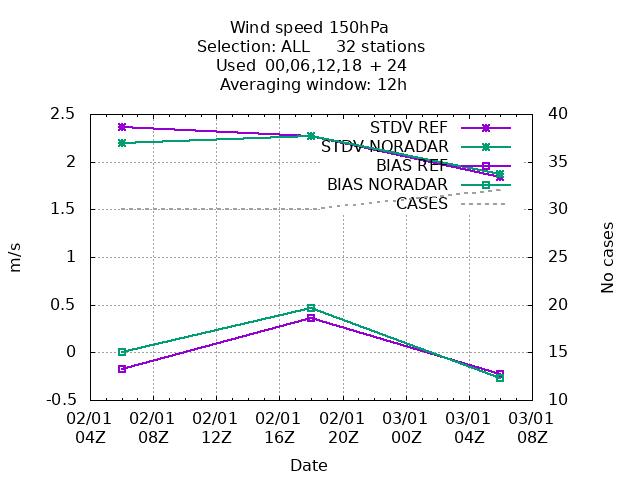 Wind speed 150hPa
Selection: ALL 32 stations
Used 00,06,12,18 + 24
Averaging window: 12h
2.5
2
1.5
1
0.5
0
-0.5
40
35
30
25
20
15
10
STDV REF
STDV NORADAR
BIAS REF
BIAS NORADAR
CASES
m/s
No cases
02/01 02/01 02/01 02/01 02/01 03/01 03/01 03/01
04Z 08Z 12Z 16Z 20Z 00Z 04Z 08Z
Date